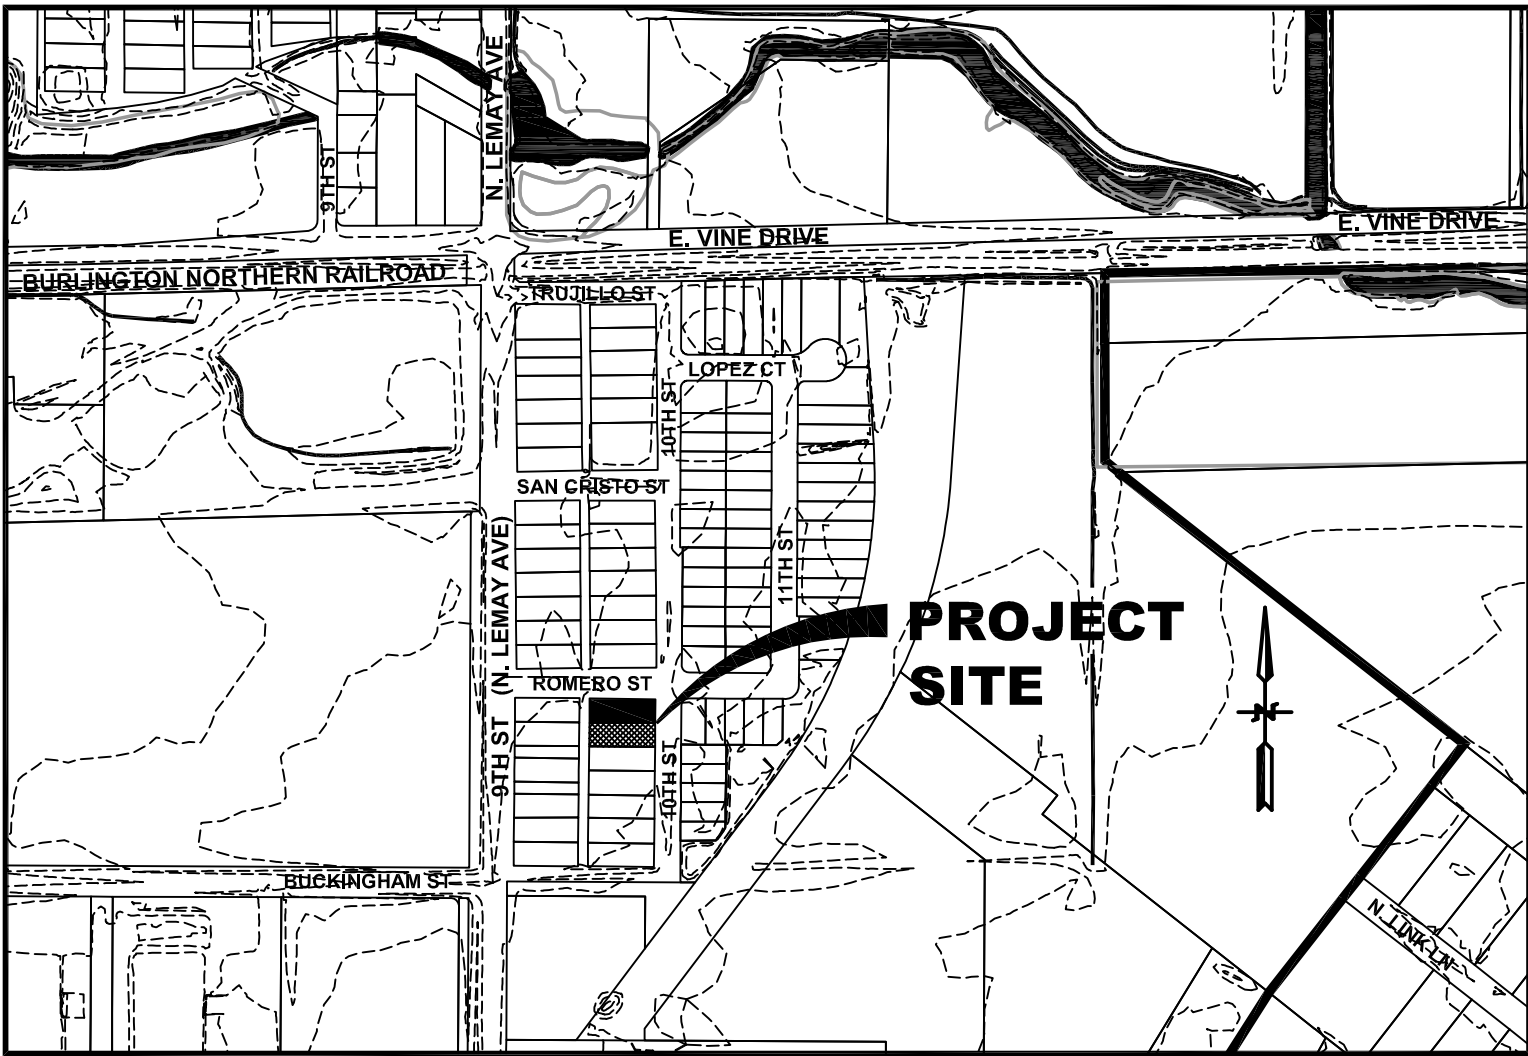 N. LEMAY AVE
9TH ST
E. VINE DRIVE
E. VINE DRIVE
BURLINGTON NORTHERN RAILROAD
TRUJILLO ST
LOPEZ CT
10TH ST
SAN CRISTO ST
11TH ST
9TH ST (N. LEMAY AVE)
PROJECT
SITE
ROMERO ST
N
10TH ST
BUCKINGHAM ST
N. LINK LN